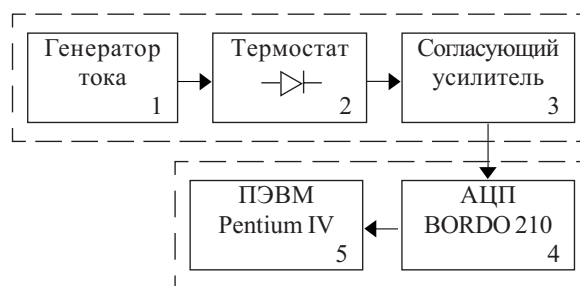 Генератор
тока
1
Термостат
2
Согласующий
усилитель
3
АЦП
BORDO 210
4
ПЭВМ
Pentium IV
5